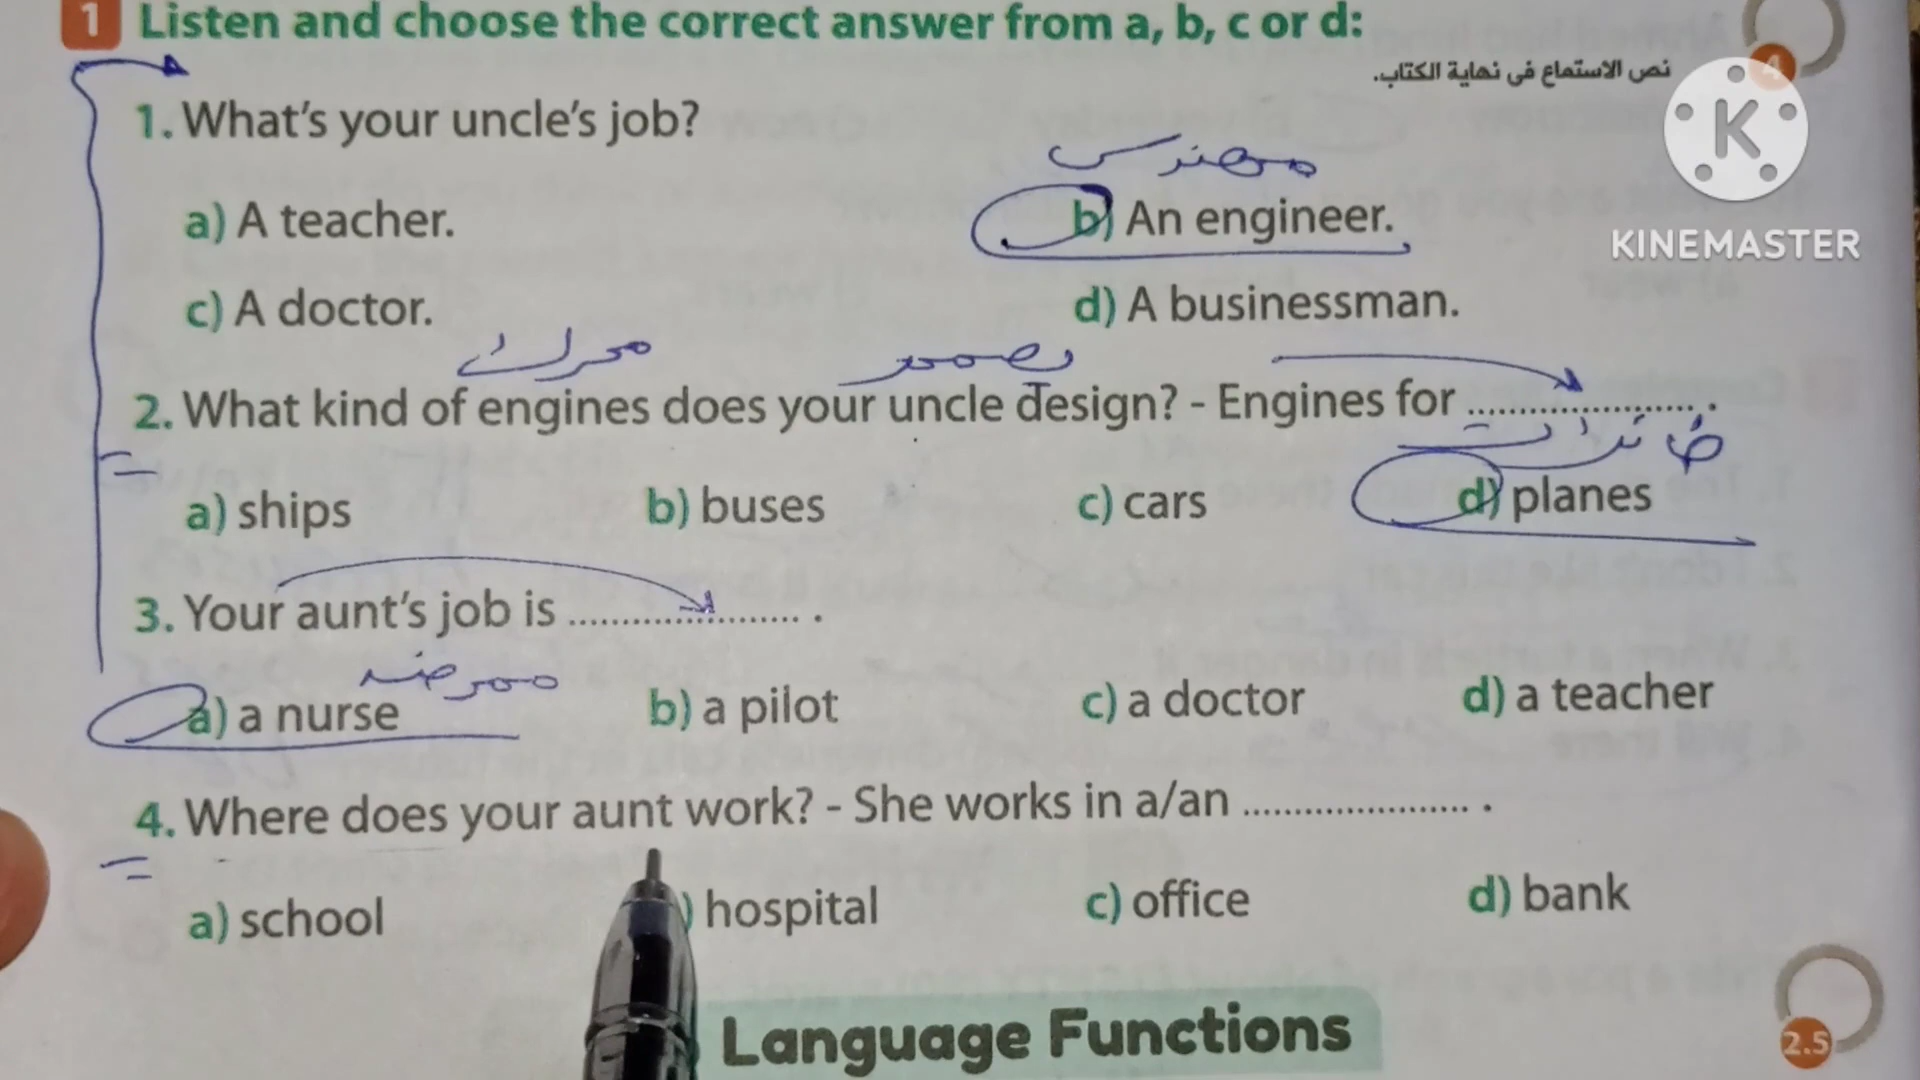 1 Listen and choose the correct answer from a, b, c or d:
4
نص الاستماع فى نهاية الكتاب.
K
KINEMASTER
1. What's your uncle's job?
مهندس
a) A teacher. b) An engineer.
c) A doctor. d) A businessman.
محركات يصمم
2. What kind of engines does your uncle design? - Engines for ..................... .
طائرات
a) ships b) buses c) cars d) planes
3. Your aunt's job is ..................... .
ممرضه
a) a nurse b) a pilot c) a doctor d) a teacher
4. Where does your aunt work? - She works in a/an ..................... .
a) school ) hospital c) office d) bank
Language Functions
2.5